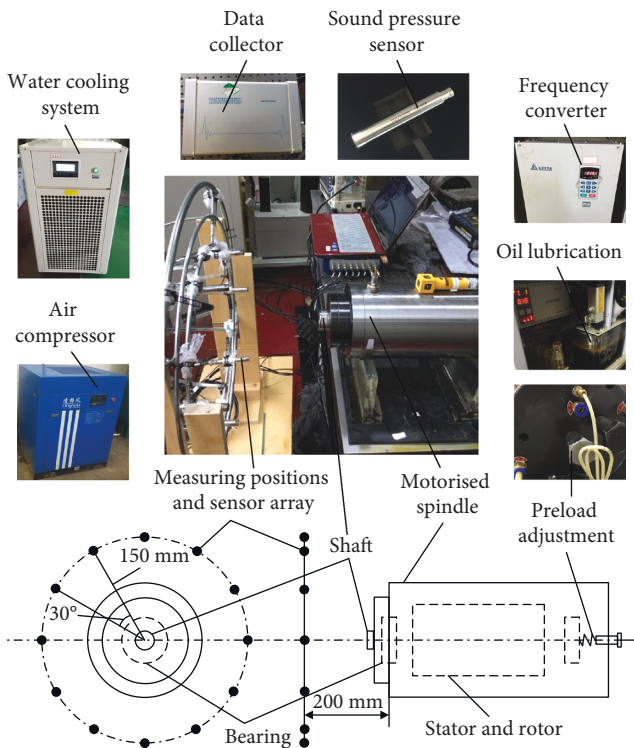 Data
collector
Sound pressure
sensor
Water cooling
system
Frequency
converter
Oil lubrication
Air
compressor
Measuring positions
and sensor array
Motorised
spindle
Preload
adjustment
Shaft
150 mm
30°
200 mm
Bearing
Stator and rotor